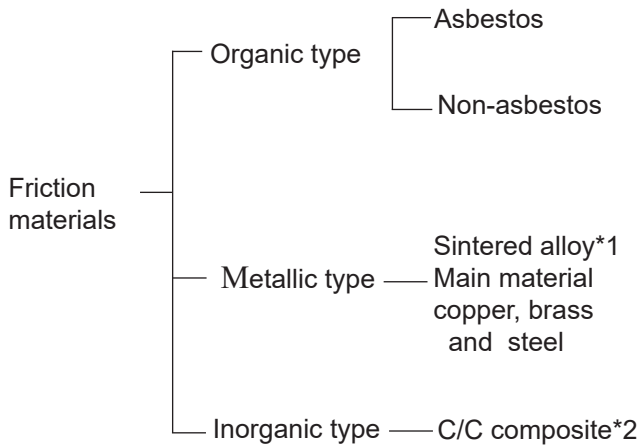 Asbestos
Organic type
Non-asbestos
Friction
materials
Sintered alloy*1
Metallic type
Main material
copper, brass
and steel
Inorganic type
C/C composite*2